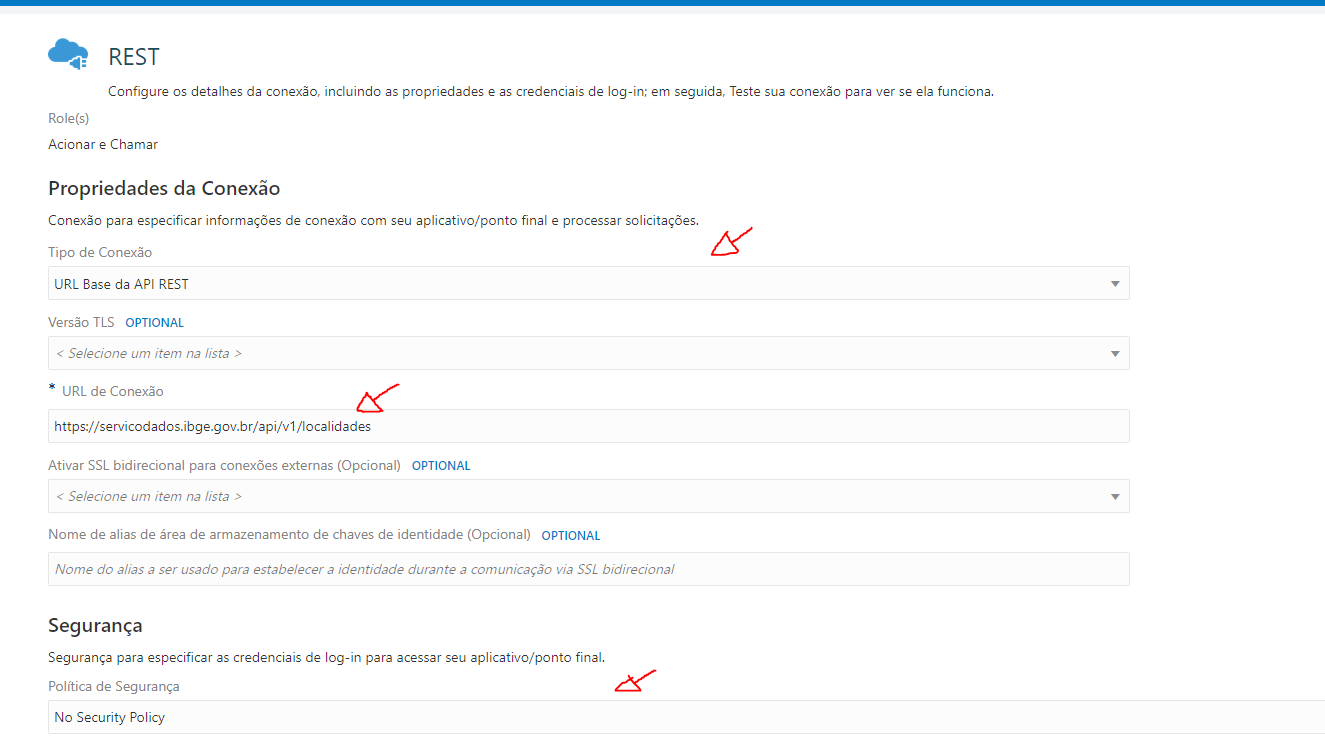 REST
Configure os detalhes da conexão, incluindo as propriedades e as credenciais de log-in; em seguida, Teste sua conexão para ver se ela funciona.
Role(s)
Acionar e Chamar
Propriedades da Conexão
Conexão para especificar informações de conexão com seu aplicativo/ponto final e processar solicitações.
Tipo de Conexão
URL Base da API REST
Versão TLS OPTIONAL
< Selecione um item na lista >
* URL de Conexão
https://servicodados.ibge.gov.br/api/v1/localidades
Ativar SSL bidirecional para conexões externas (Opcional) OPTIONAL
< Selecione um item na lista >
Nome de alias de área de armazenamento de chaves de identidade (Opcional) OPTIONAL
Nome do alias a ser usado para estabelecer a identidade durante a comunicação via SSL bidirecional
Segurança
Segurança para especificar as credenciais de log-in para acessar seu aplicativo/ponto final.
Política de Segurança
No Security Policy